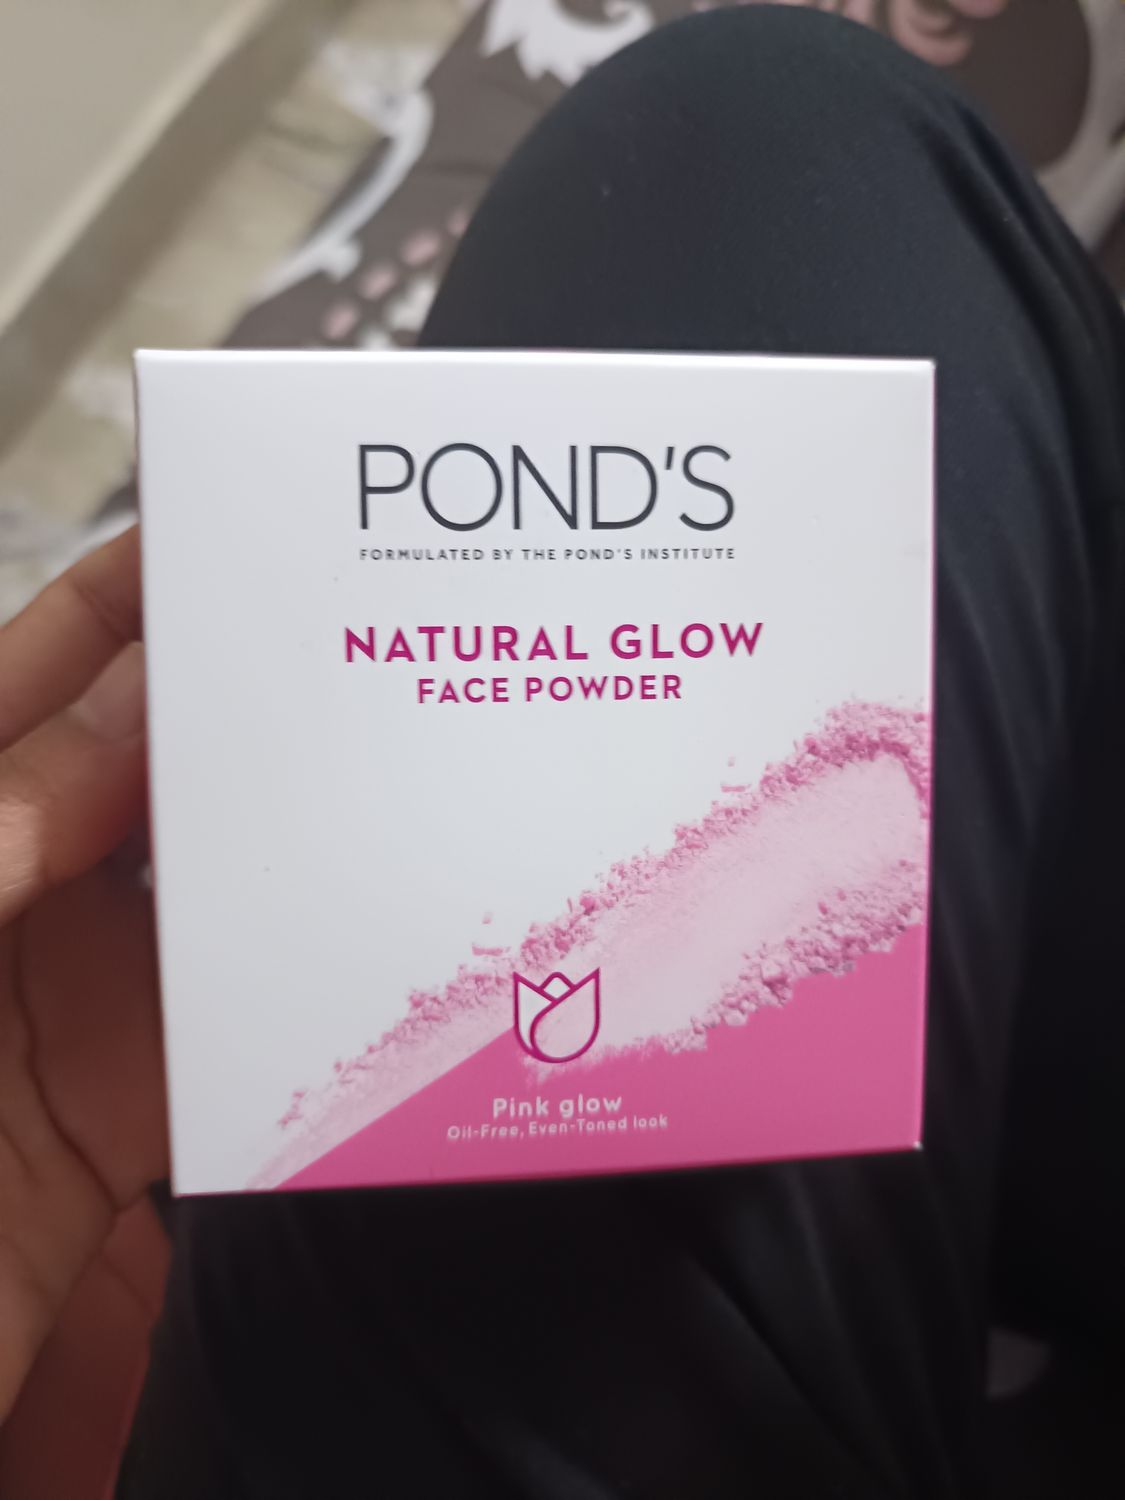 POND'S
FORMULATED BY THE POND'S INSTITUTE
NATURAL GLOW
FACE POWDER
Pink glow
Oil-Free, Even-Toned look